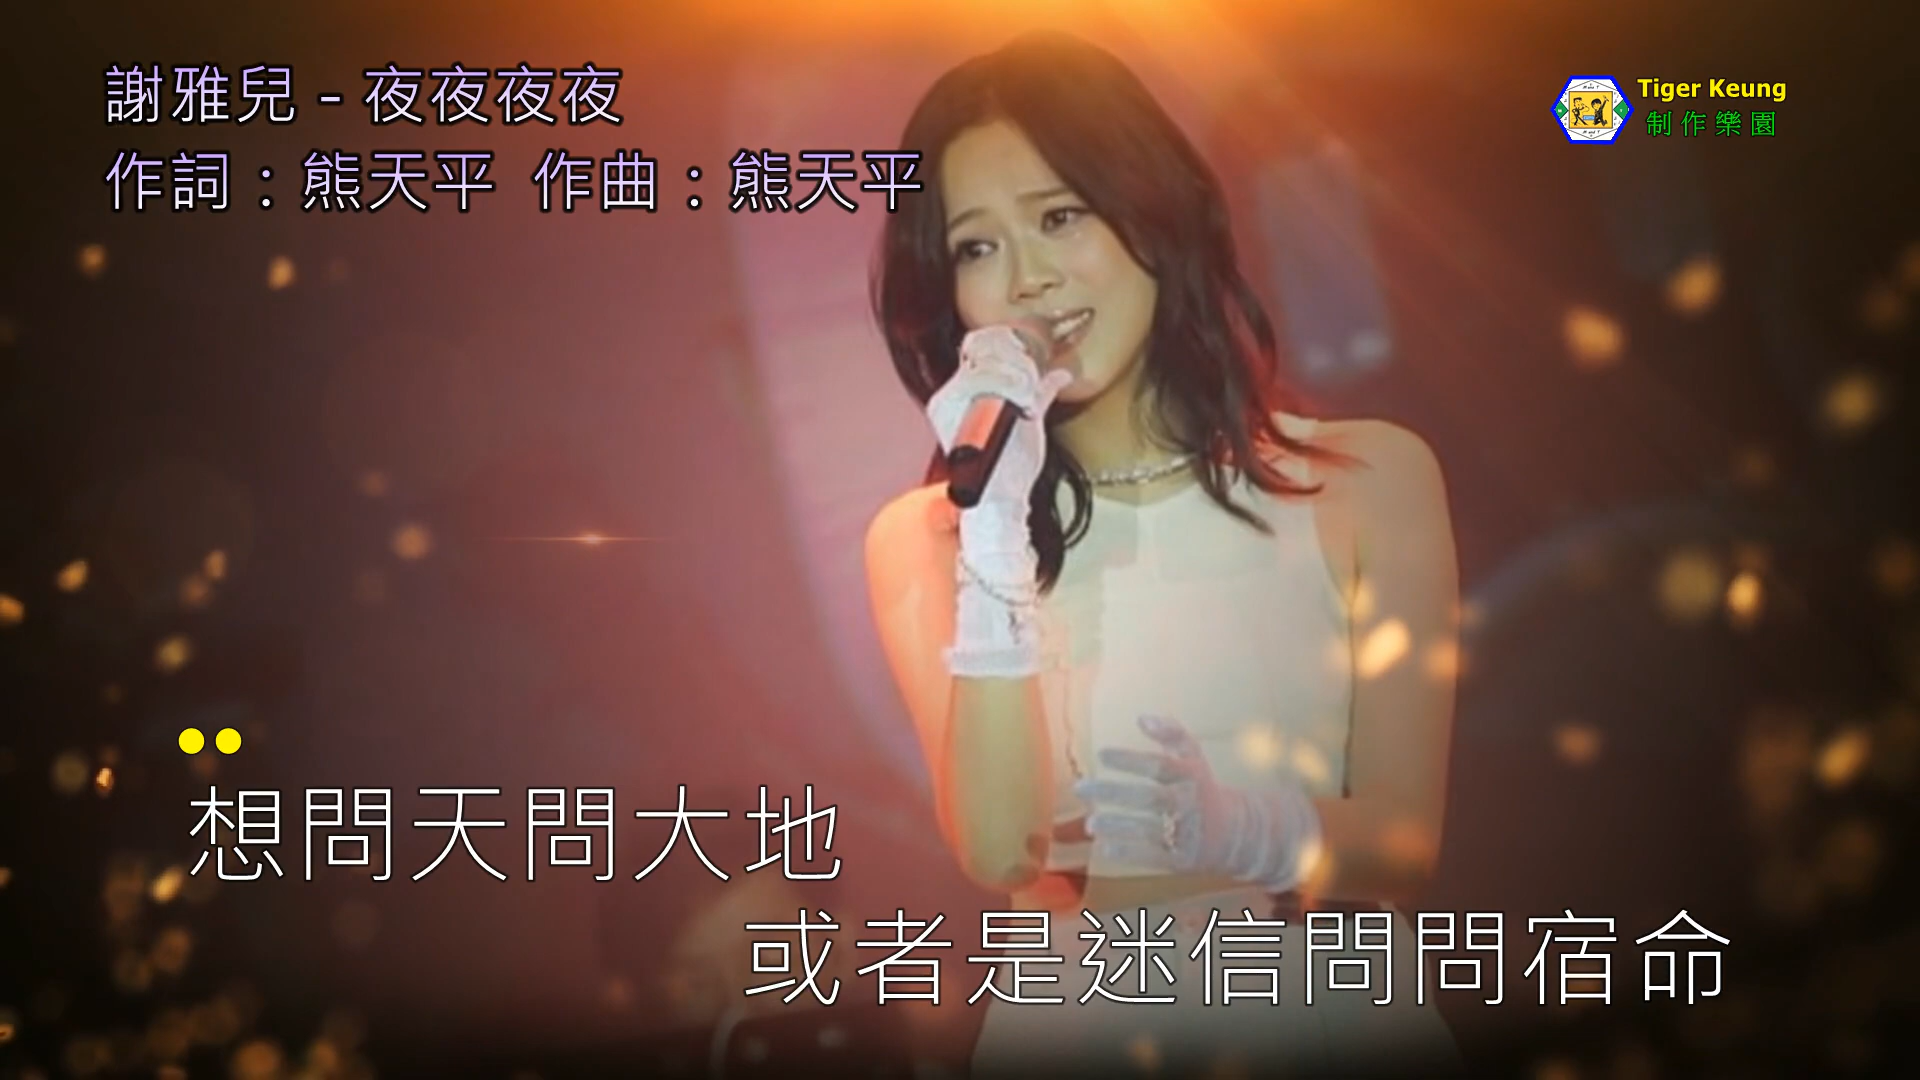 謝雅兒 - 夜夜夜夜
作詞：熊天平 作曲：熊天平
Tiger Keung
制作樂園
想問天問大地
或者是迷信問問宿命